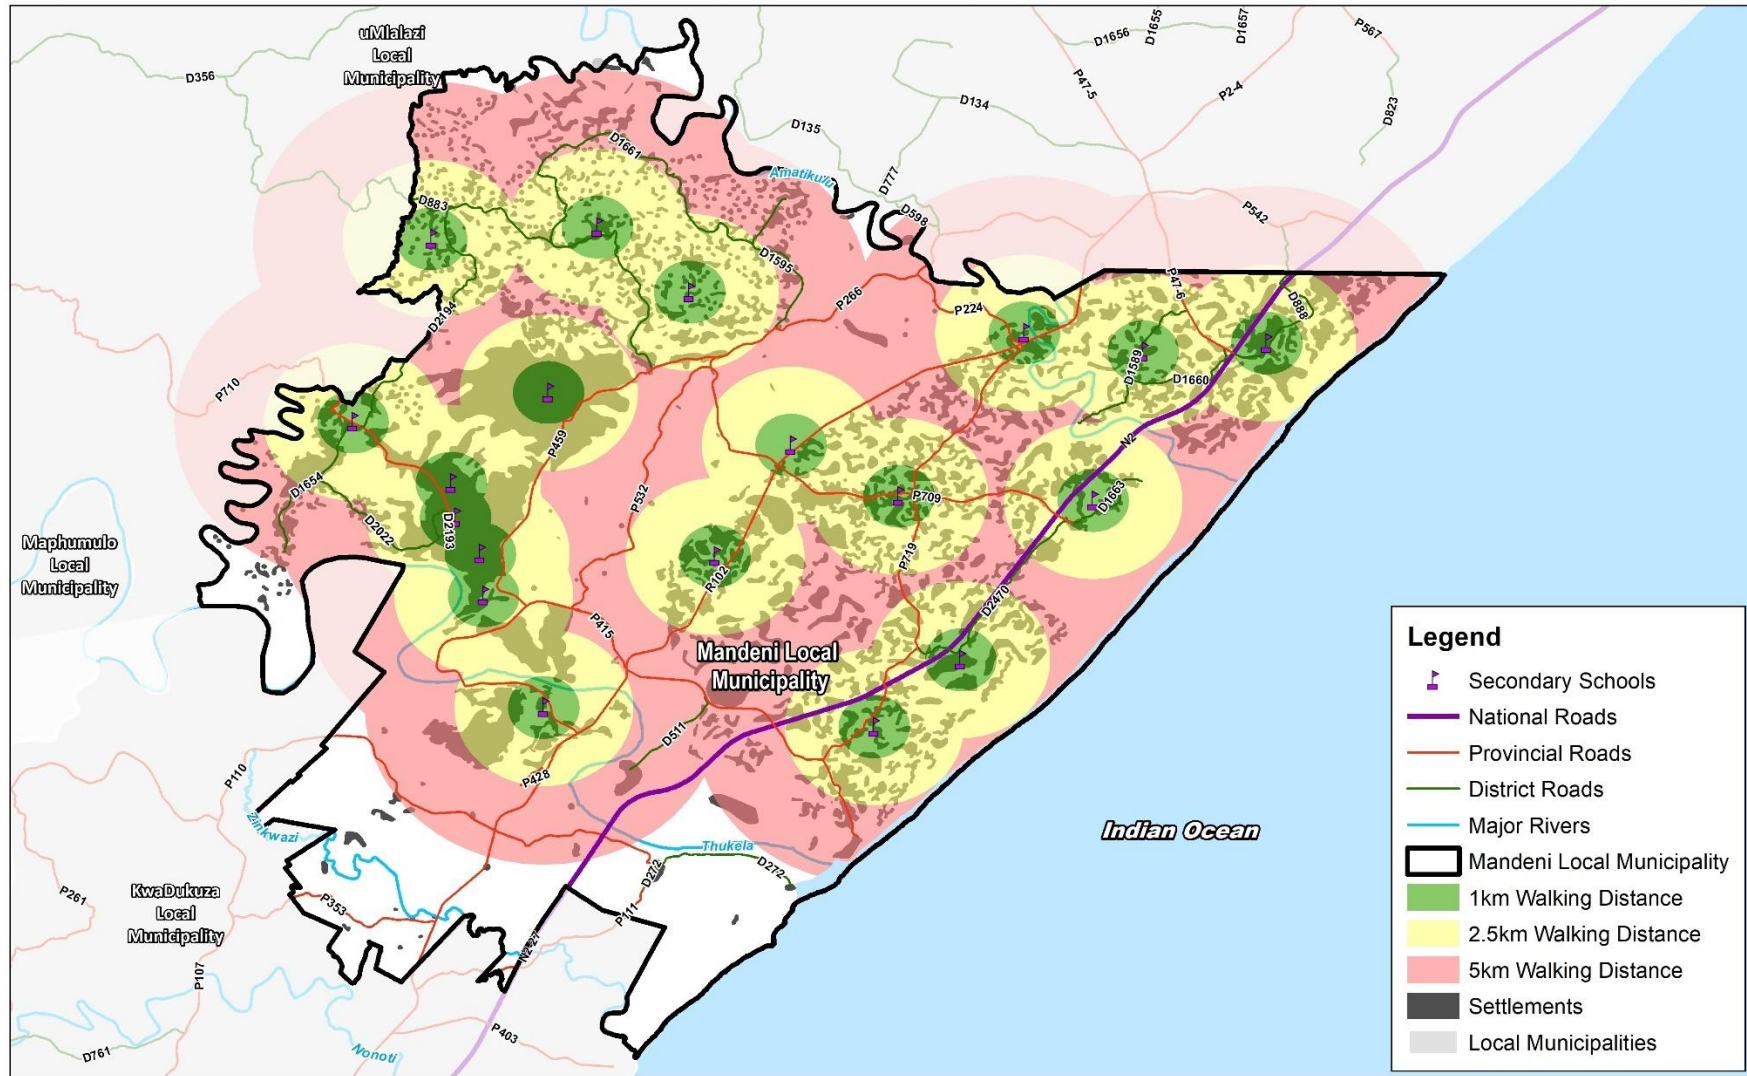 uMlalazi
Local
Municipality
D356
D1656
D1655
D1657
P567
P47-5
P2-4
D134
D823
D135
D777
Amatikulu
D598
P542
D1661
D883
D1595
D2194
P266
P224
P47-6
D888
D1589
D1660
P710
P459
N2
D1654
P532
P709
D1663
D2022
D2193
Maphumulo
Local
Municipality
R102
P719
D2470
P415
Mandeni Local
Municipality
D511
P428
P110
Zinkwazi
Thukela
D272
D272
Indian Ocean
P261
KwaDukuza
Local
Municipality
P353
P111
N2-27
P107
P403
D761
Nonoti
Legend
Secondary Schools
National Roads
Provincial Roads
District Roads
Major Rivers
Mandeni Local Municipality
1km Walking Distance
2.5km Walking Distance
5km Walking Distance
Settlements
Local Municipalities